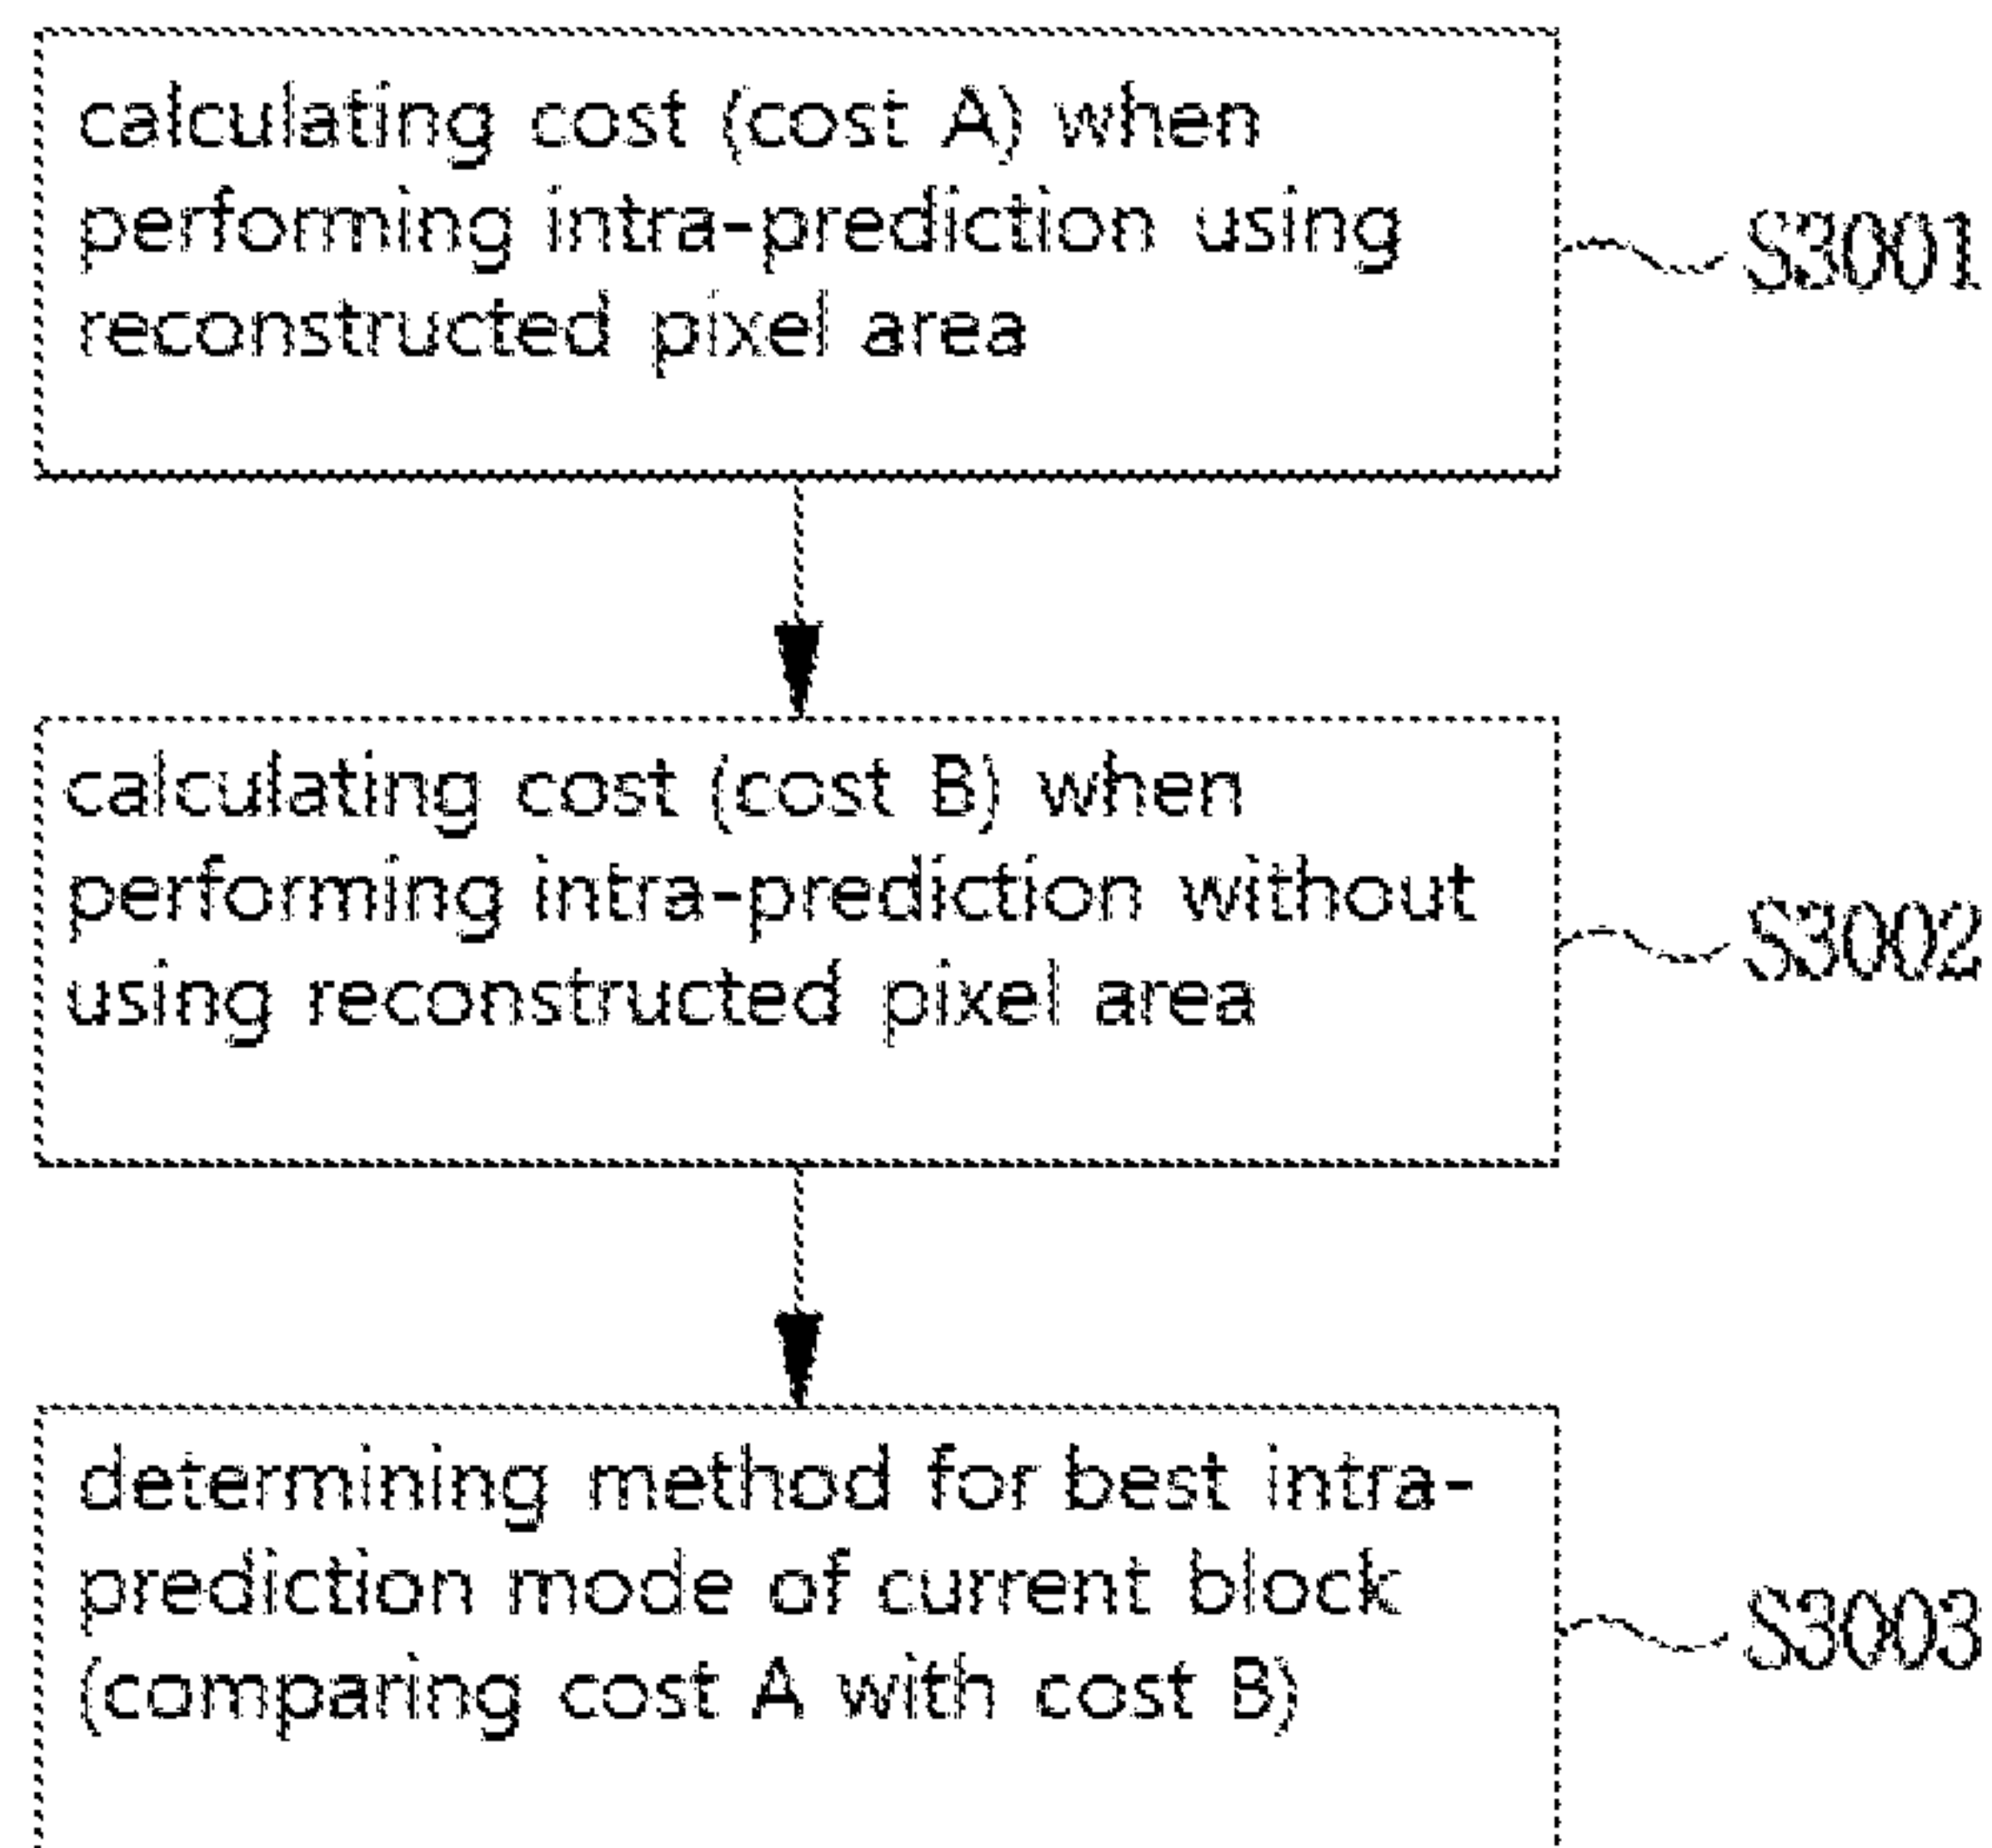 calculating cost (cost A) when
performing intra-prediction using
reconstructed pixel area
S3001
calculating cost (cost B) when
performing intra-prediction without
using reconstructed pixel area
S3002
determining method for best intra-
prediction mode of current block
(comparing cost A with cost B)
S3003